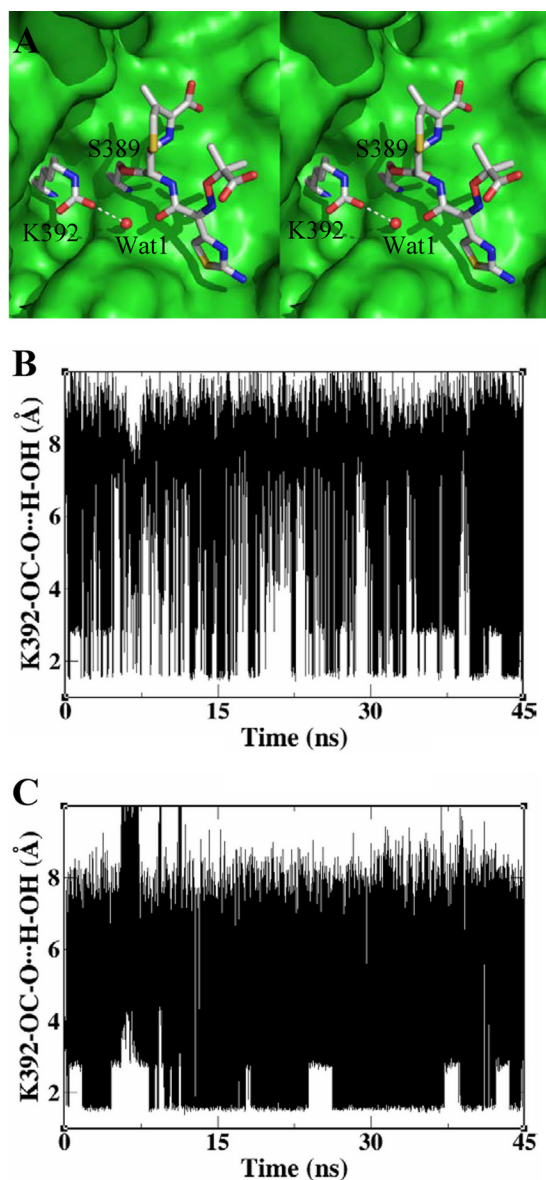 A
S389
K392
Wat1
S389
K392
Wat1
B
K392-OC-O···H-OH (Å)
8
6
4
2
0
15
30
45
Time (ns)
C
K392-OC-O···H-OH (Å)
8
6
4
2
0
15
30
45
Time (ns)